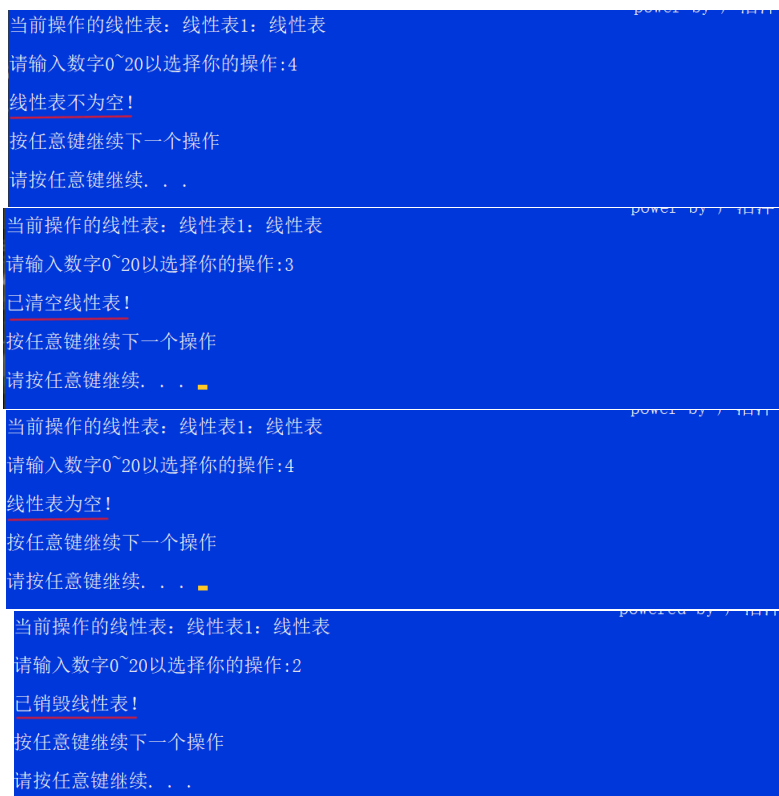 当前操作的线性表：线性表1：线性表
请输入数字0~20以选择你的操作:4
线性表不为空！
按任意键继续下一个操作
请按任意键继续. . .
当前操作的线性表：线性表1：线性表
请输入数字0~20以选择你的操作:3
已清空线性表！
按任意键继续下一个操作
请按任意键继续. . .
当前操作的线性表：线性表1：线性表
请输入数字0~20以选择你的操作:4
线性表为空！
按任意键继续下一个操作
请按任意键继续. . .
当前操作的线性表：线性表1：线性表
请输入数字0~20以选择你的操作:2
已销毁线性表！
按任意键继续下一个操作
请按任意键继续. . .